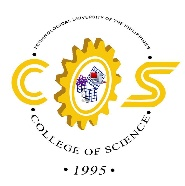 TECHNOLOGICAL UNIVERSITY OF THE PHILIPPINES
COS
• COLLEGE OF SCIENCE •
• 1995 •